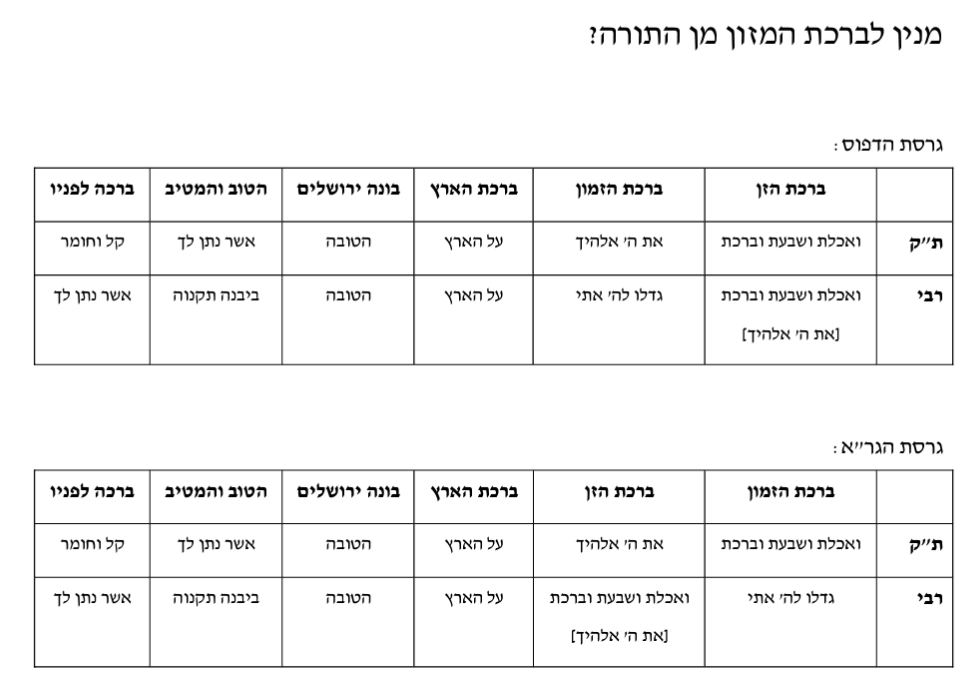 מנין לברכת המזון מן התורה?
גרסת הדפוס:
ברכת הזן ברכת הזמון ברכת הארץ בונה ירושלים הטוב והמטיב ברכה לפניו
ת״ק ואכלת ושבעת וברכת את ה׳ אלהיך על הארץ הטובה אשר נתן לך קל וחומר
רבי ואכלת ושבעת וברכת גדלו לה׳ אתי על הארץ הטובה ביבנה תקנוה אשר נתן לך
[את ה׳ אלהיך]
גרסת הגר״א:
ברכת הזמון ברכת הזן ברכת הארץ בונה ירושלים הטוב והמטיב ברכה לפניו
ת״ק ואכלת ושבעת וברכת את ה׳ אלהיך על הארץ הטובה אשר נתן לך קל וחומר
רבי גדלו לה׳ אתי ואכלת ושבעת וברכת על הארץ הטובה ביבנה תקנוה אשר נתן לך
[את ה׳ אלהיך]